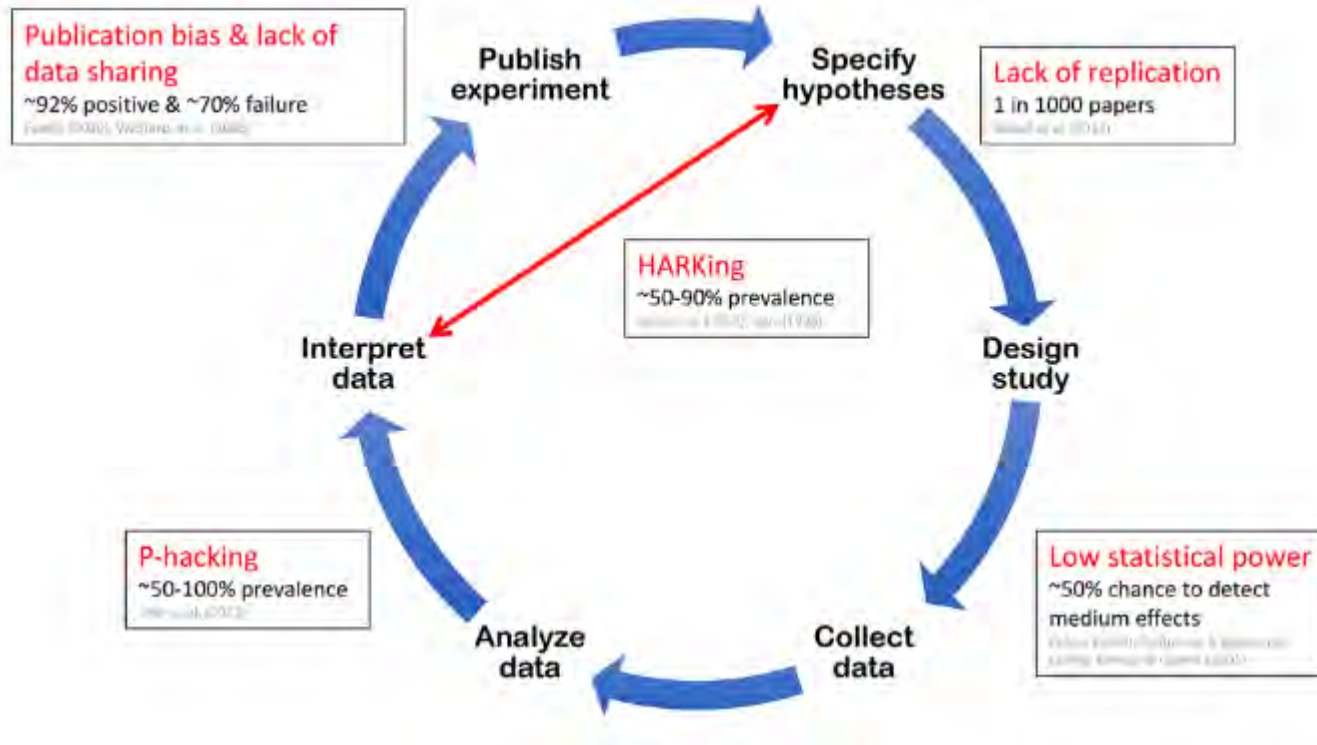 Publication bias & lack of
data sharing
~92% positive & ~70% failure
Publish
experiment
Specify
hypotheses
Lack of replication
1 in 1000 papers
HARKing
~50-90% prevalence
Interpret
data
Design
study
P-hacking
~50-100% prevalence
Low statistical power
~50% chance to detect
medium effects
Analyze
data
Collect
data